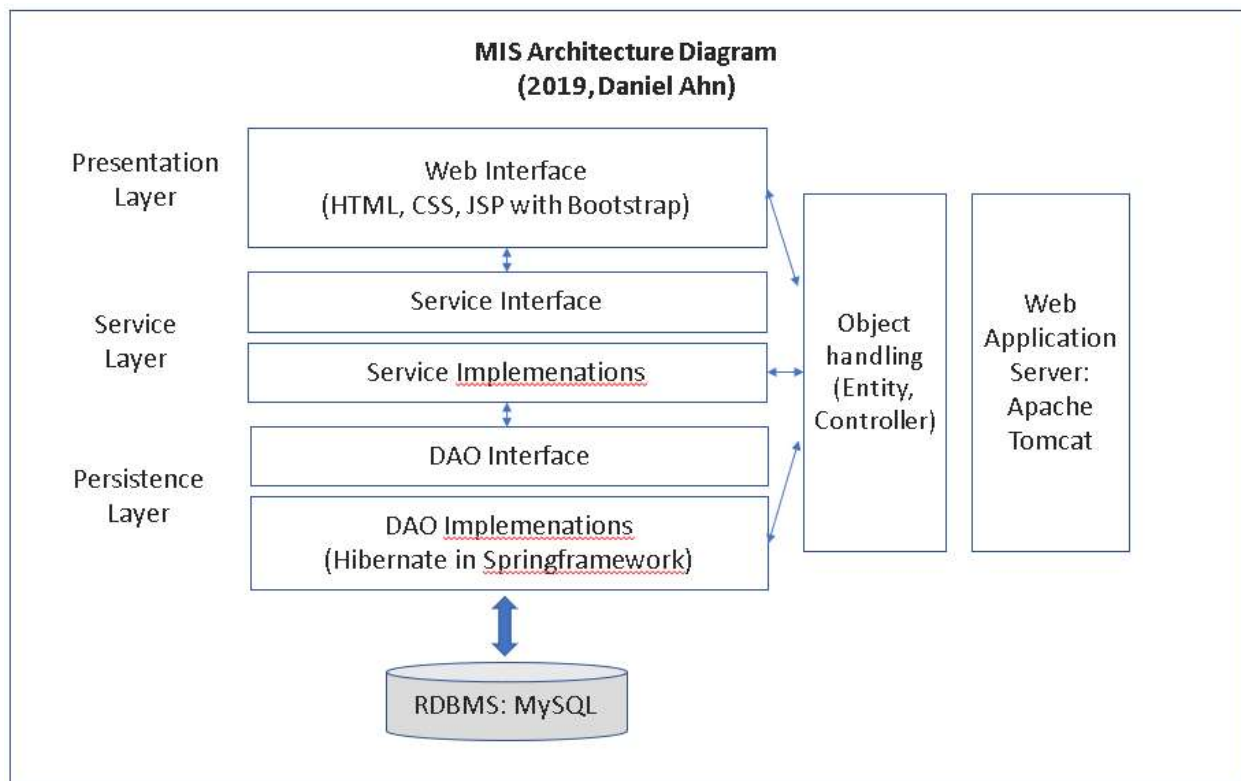 MIS Architecture Diagram
(2019, Daniel Ahn)
Presentation
Layer
Web Interface
(HTML, CSS, JSP with Bootstrap)
Service
Layer
Service Interface
Service Implemenations
Persistence
Layer
DAO Interface
DAO Implemenations
(Hibernate in Springframework)
RDBMS: MySQL
Object
handling
(Entity,
Controller)
Web
Application
Server:
Apache
Tomcat